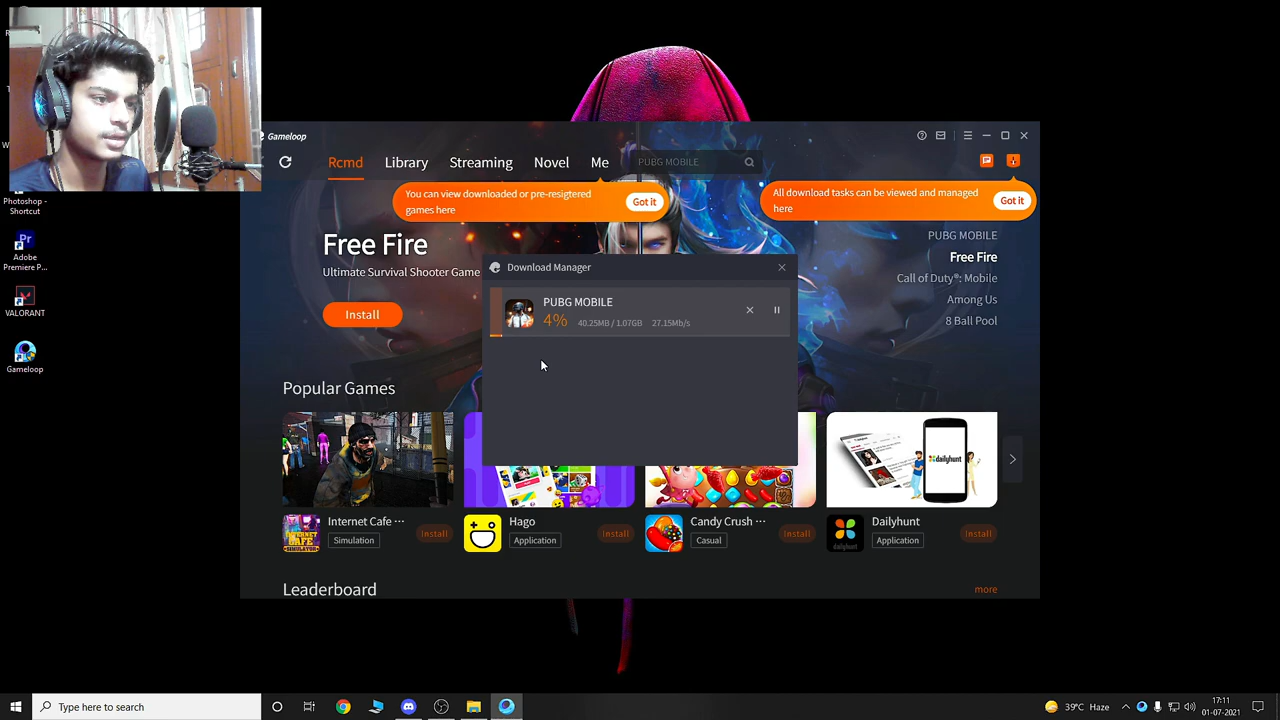 Photoshop -
Shortcut
Adobe
Premiere P...
VALORANT
Gameloop
Gameloop
Rcmd
Library
Streaming
Novel
Me
PUBG MOBILE
You can view downloaded or pre-resigtered
games here
Got it
All download tasks can be viewed and managed
here
Got it
Free Fire
Ultimate Survival Shooter Game
Install
PUBG MOBILE
Free Fire
Call of Duty®: Mobile
Among Us
8 Ball Pool
Download Manager
PUBG MOBILE
4%
40.25MB / 1.07GB
27.15Mb/s
Popular Games
dailyhunt
Internet Cafe ···
Simulation
Install
Hago
Application
Install
Candy Crush ···
Casual
Install
Dailyhunt
Application
Install
Leaderboard
more
Type here to search
39°C Haze
17:11
01-07-2021